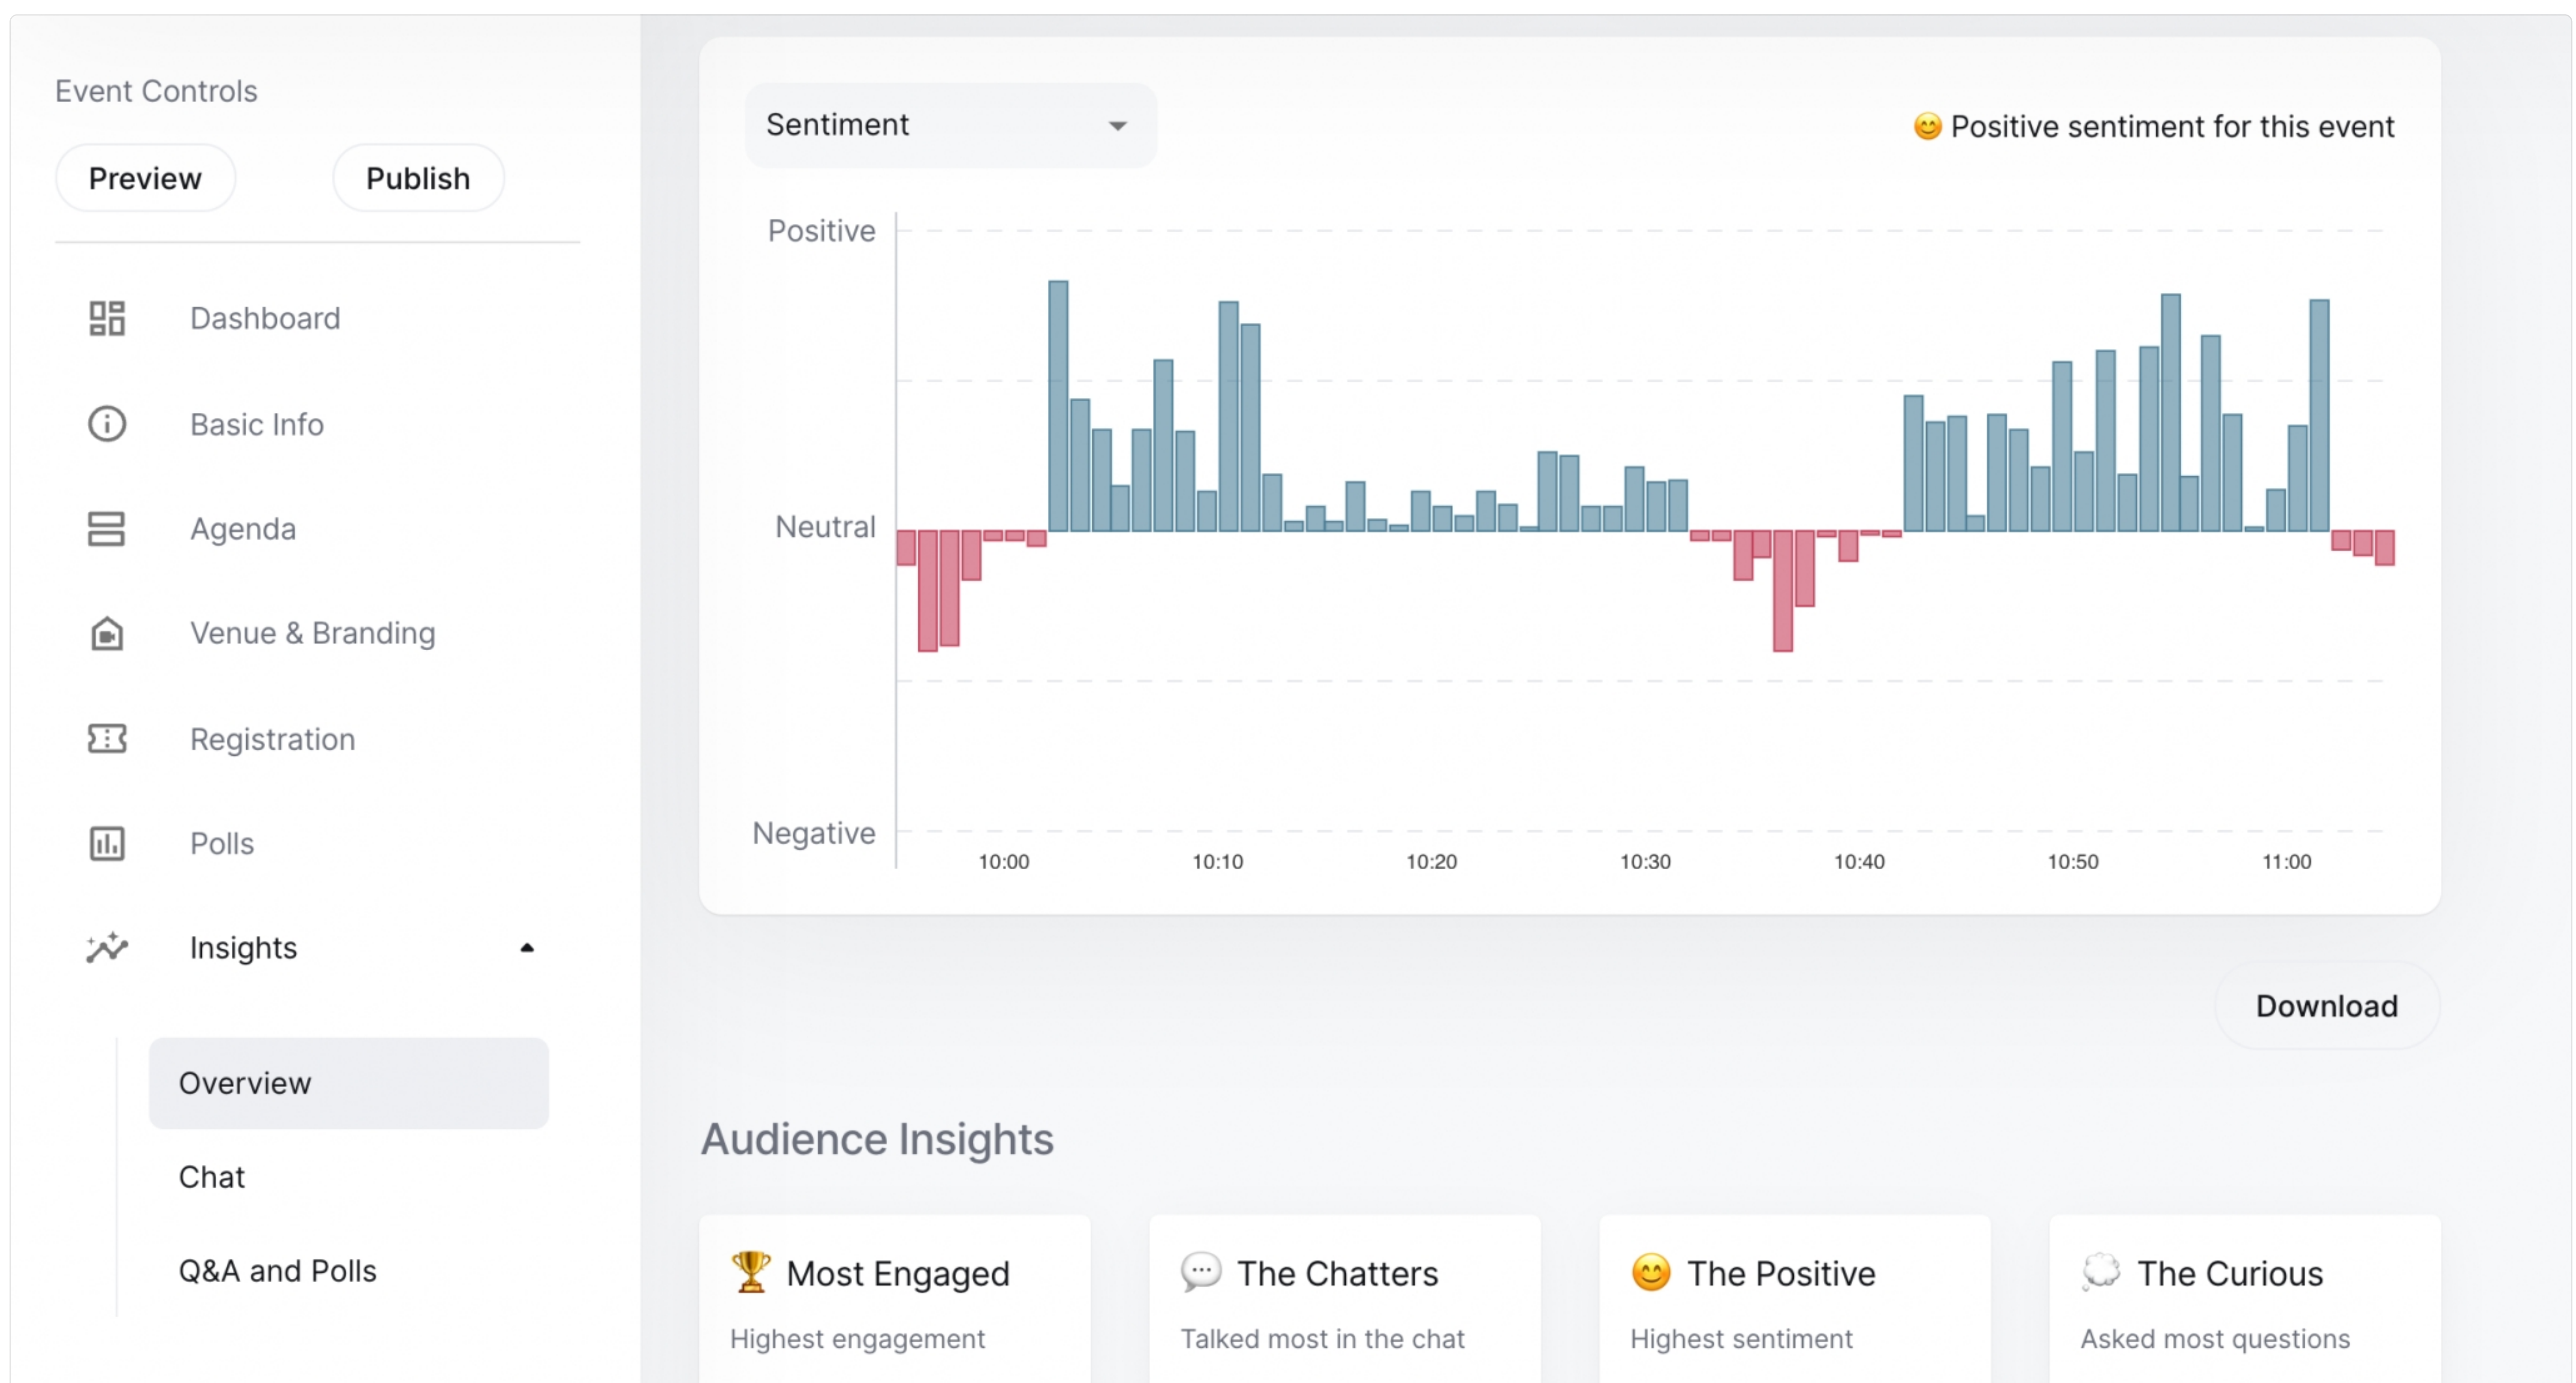 Event Controls
Preview
Publish
Dashboard
Basic Info
Agenda
Venue & Branding
Registration
Polls
Insights
Overview
Chat
Q&A and Polls
Sentiment
😊 Positive sentiment for this event
Positive
Neutral
Negative
10:00 10:10 10:20 10:30 10:40 10:50 11:00
Download
Audience Insights
🏆 Most Engaged
Highest engagement
💬 The Chatters
Talked most in the chat
😊 The Positive
Highest sentiment
💭 The Curious
Asked most questions